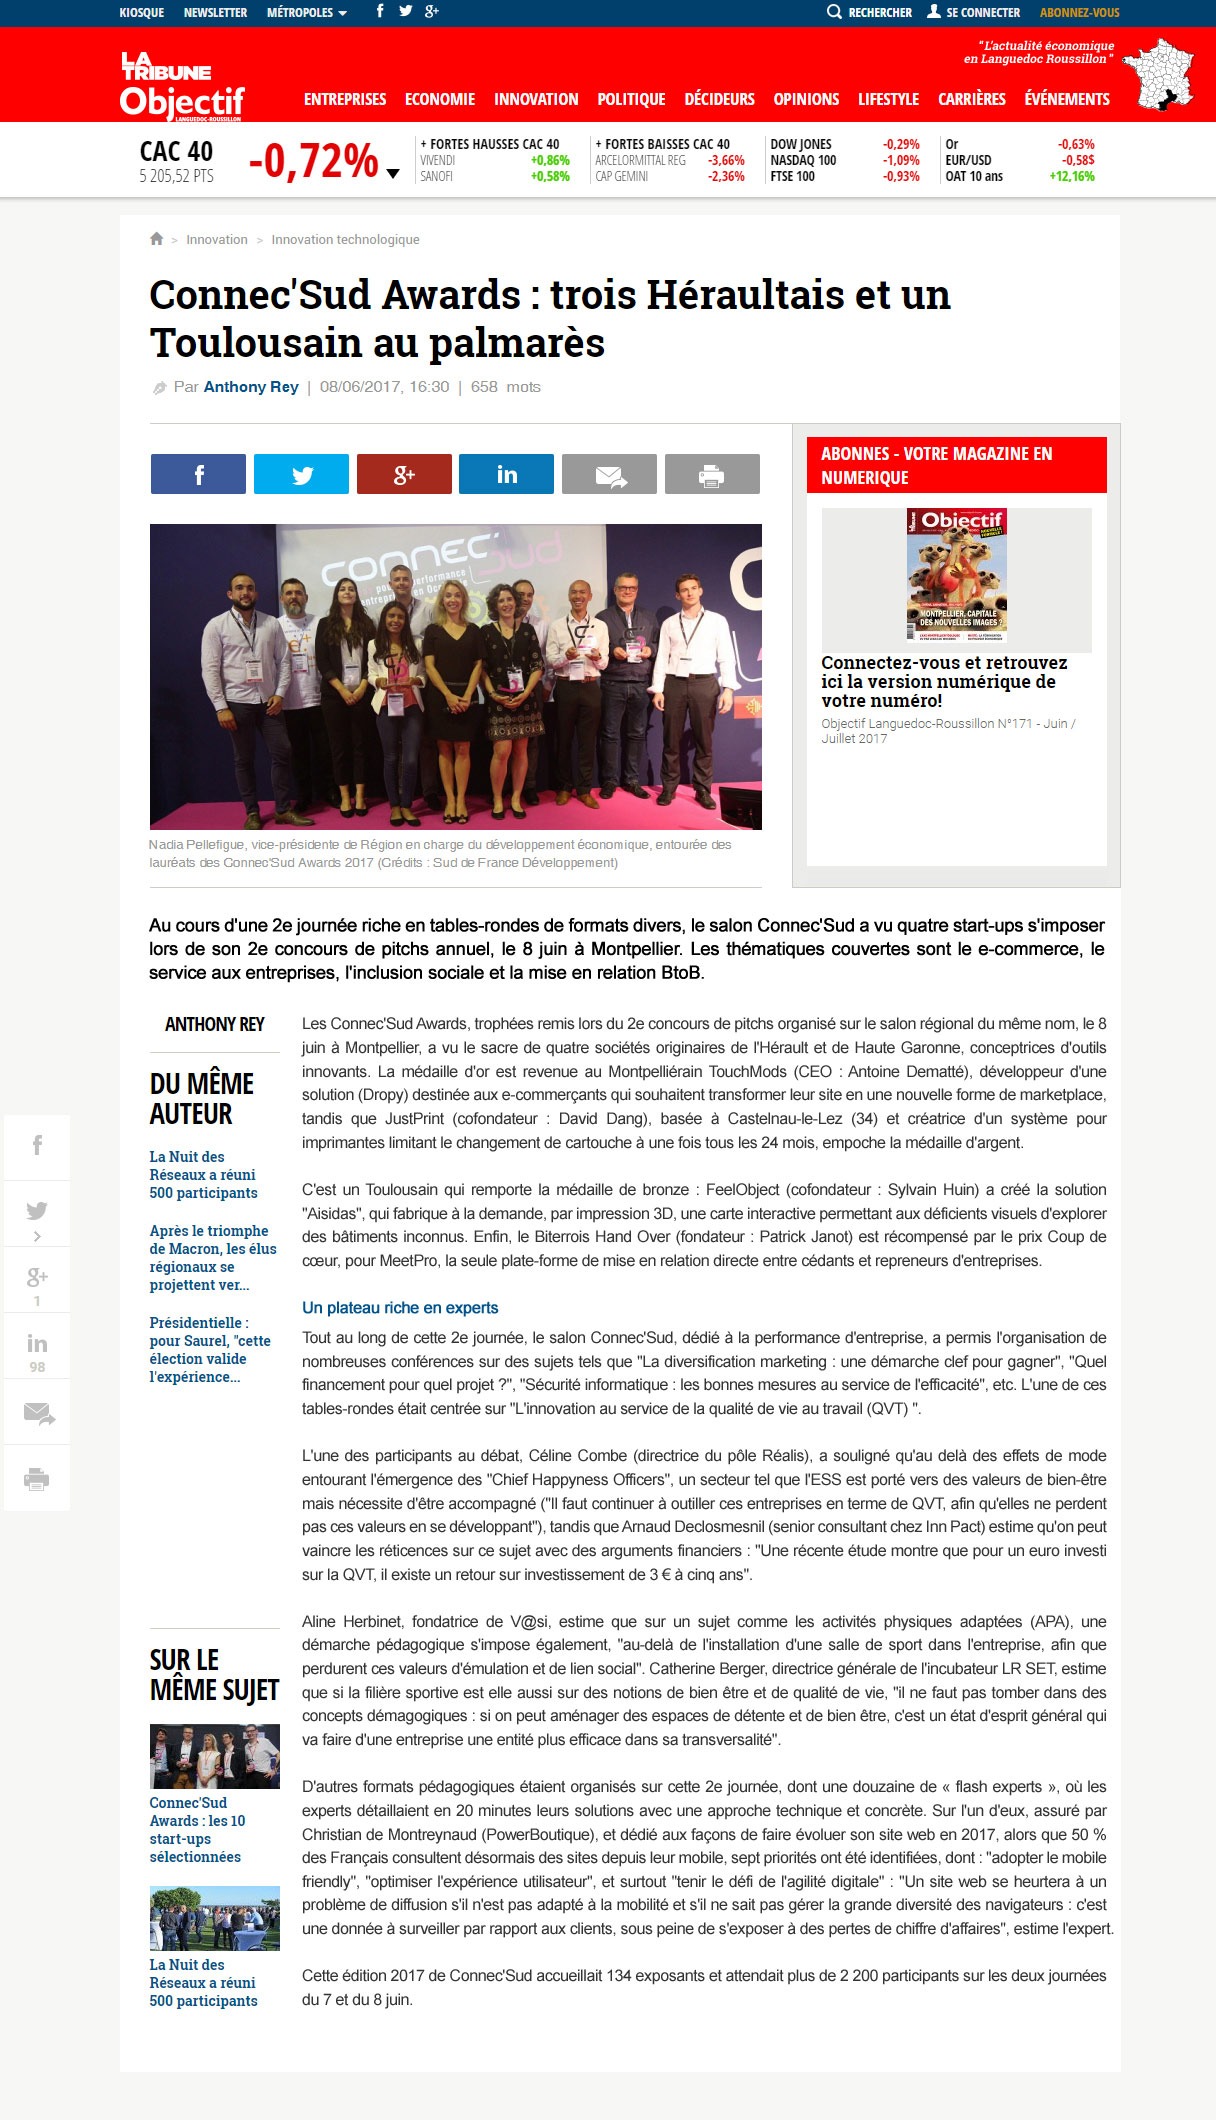 KIOSQUE NEWSLETTER MÉTROPOLES
RECHERCHER SE CONNECTER ABONNEZ-VOUS
LA TRIBUNE
Objectif
LANGUEDOC-ROUSSILLON
"L'actualité économique
en Languedoc Roussillon"
ENTREPRISES ECONOMIE INNOVATION POLITIQUE DÉCIDEURS OPINIONS LIFESTYLE CARRIÈRES ÉVÉNEMENTS
CAC 40
5 205,52 PTS
-0,72%
+ FORTES HAUSSES CAC 40
VIVENDI +0,86%
SANOFI +0,58%
+ FORTES BAISSES CAC 40
ARCELORMITTAL REG -3,66%
CAP GEMINI -2,36%
DOW JONES -0,29%
NASDAQ 100 -1,09%
FTSE 100 -0,93%
Or -0,63%
EUR/USD -0,58$
OAT 10 ans +12,16%
> Innovation > Innovation technologique
Connec'Sud Awards : trois Héraultais et un
Toulousain au palmarès
Par Anthony Rey | 08/06/2017, 16:30 | 658 mots
CONNEC'
SUD
ABONNES - VOTRE MAGAZINE EN
NUMERIQUE
LA TRIBUNE
Objectif
NOUVELLE
FORMULE!
MONTPELLIER, CAPITALE
DES NOUVELLES IMAGES ?
Connectez-vous et retrouvez
ici la version numérique de
votre numéro!
Objectif Languedoc-Roussillon N°171 - Juin /
Juillet 2017
Nadia Pellefigue, vice-présidente de Région en charge du développement économique, entourée des
lauréats des Connec'Sud Awards 2017 (Crédits : Sud de France Développement)
Au cours d'une 2e journée riche en tables-rondes de formats divers, le salon Connec'Sud a vu quatre start-ups s'imposer
lors de son 2e concours de pitchs annuel, le 8 juin à Montpellier. Les thématiques couvertes sont le e-commerce, le
service aux entreprises, l'inclusion sociale et la mise en relation BtoB.
ANTHONY REY
DU MÊME
AUTEUR
La Nuit des
Réseaux a réuni
500 participants
Après le triomphe
de Macron, les élus
régionaux se
projettent ver...
Présidentielle :
pour Saurel, "cette
élection valide
l'expérience...
1
98
SUR LE
MÊME SUJET
Connec'Sud
Awards : les 10
start-ups
sélectionnées
La Nuit des
Réseaux a réuni
500 participants
Les Connec'Sud Awards, trophées remis lors du 2e concours de pitchs organisé sur le salon régional du même nom, le 8
juin à Montpellier, a vu le sacre de quatre sociétés originaires de l'Hérault et de Haute Garonne, conceptrices d'outils
innovants. La médaille d'or est revenue au Montpelliérain TouchMods (CEO : Antoine Dematté), développeur d'une
solution (Dropy) destinée aux e-commerçants qui souhaitent transformer leur site en une nouvelle forme de marketplace,
tandis que JustPrint (cofondateur : David Dang), basée à Castelnau-le-Lez (34) et créatrice d'un système pour
imprimantes limitant le changement de cartouche à une fois tous les 24 mois, empoche la médaille d'argent.
C'est un Toulousain qui remporte la médaille de bronze : FeelObject (cofondateur : Sylvain Huin) a créé la solution
"Aisidas", qui fabrique à la demande, par impression 3D, une carte interactive permettant aux déficients visuels d'explorer
des bâtiments inconnus. Enfin, le Biterrois Hand Over (fondateur : Patrick Janot) est récompensé par le prix Coup de
cœur, pour MeetPro, la seule plate-forme de mise en relation directe entre cédants et repreneurs d'entreprises.
Un plateau riche en experts
Tout au long de cette 2e journée, le salon Connec'Sud, dédié à la performance d'entreprise, a permis l'organisation de
nombreuses conférences sur des sujets tels que "La diversification marketing : une démarche clef pour gagner", "Quel
financement pour quel projet ?", "Sécurité informatique : les bonnes mesures au service de l'efficacité", etc. L'une de ces
tables-rondes était centrée sur "L'innovation au service de la qualité de vie au travail (QVT) ".
L'une des participants au débat, Céline Combe (directrice du pôle Réalis), a souligné qu'au delà des effets de mode
entourant l'émergence des "Chief Happyness Officers", un secteur tel que l'ESS est porté vers des valeurs de bien-être
mais nécessite d'être accompagné ("Il faut continuer à outiller ces entreprises en terme de QVT, afin qu'elles ne perdent
pas ces valeurs en se développant"), tandis que Arnaud Declosmesnil (senior consultant chez Inn Pact) estime qu'on peut
vaincre les réticences sur ce sujet avec des arguments financiers : "Une récente étude montre que pour un euro investi
sur la QVT, il existe un retour sur investissement de 3 € à cinq ans".
Aline Herbinet, fondatrice de V@si, estime que sur un sujet comme les activités physiques adaptées (APA), une
démarche pédagogique s'impose également, "au-delà de l'installation d'une salle de sport dans l'entreprise, afin que
perdurent ces valeurs d'émulation et de lien social". Catherine Berger, directrice générale de l'incubateur LR SET, estime
que si la filière sportive est elle aussi sur des notions de bien être et de qualité de vie, "il ne faut pas tomber dans des
concepts démagogiques : si on peut aménager des espaces de détente et de bien être, c'est un état d'esprit général qui
va faire d'une entreprise une entité plus efficace dans sa transversalité".
D'autres formats pédagogiques étaient organisés sur cette 2e journée, dont une douzaine de « flash experts », où les
experts détaillaient en 20 minutes leurs solutions avec une approche technique et concrète. Sur l'un d'eux, assuré par
Christian de Montreynaud (PowerBoutique), et dédié aux façons de faire évoluer son site web en 2017, alors que 50 %
des Français consultent désormais des sites depuis leur mobile, sept priorités ont été identifiées, dont : "adopter le mobile
friendly", "optimiser l'expérience utilisateur", et surtout "tenir le défi de l'agilité digitale" : "Un site web se heurtera à un
problème de diffusion s'il n'est pas adapté à la mobilité et s'il ne sait pas gérer la grande diversité des navigateurs : c'est
une donnée à surveiller par rapport aux clients, sous peine de s'exposer à des pertes de chiffre d'affaires", estime l'expert.
Cette édition 2017 de Connec'Sud accueillait 134 exposants et attendait plus de 2 200 participants sur les deux journées
du 7 et du 8 juin.